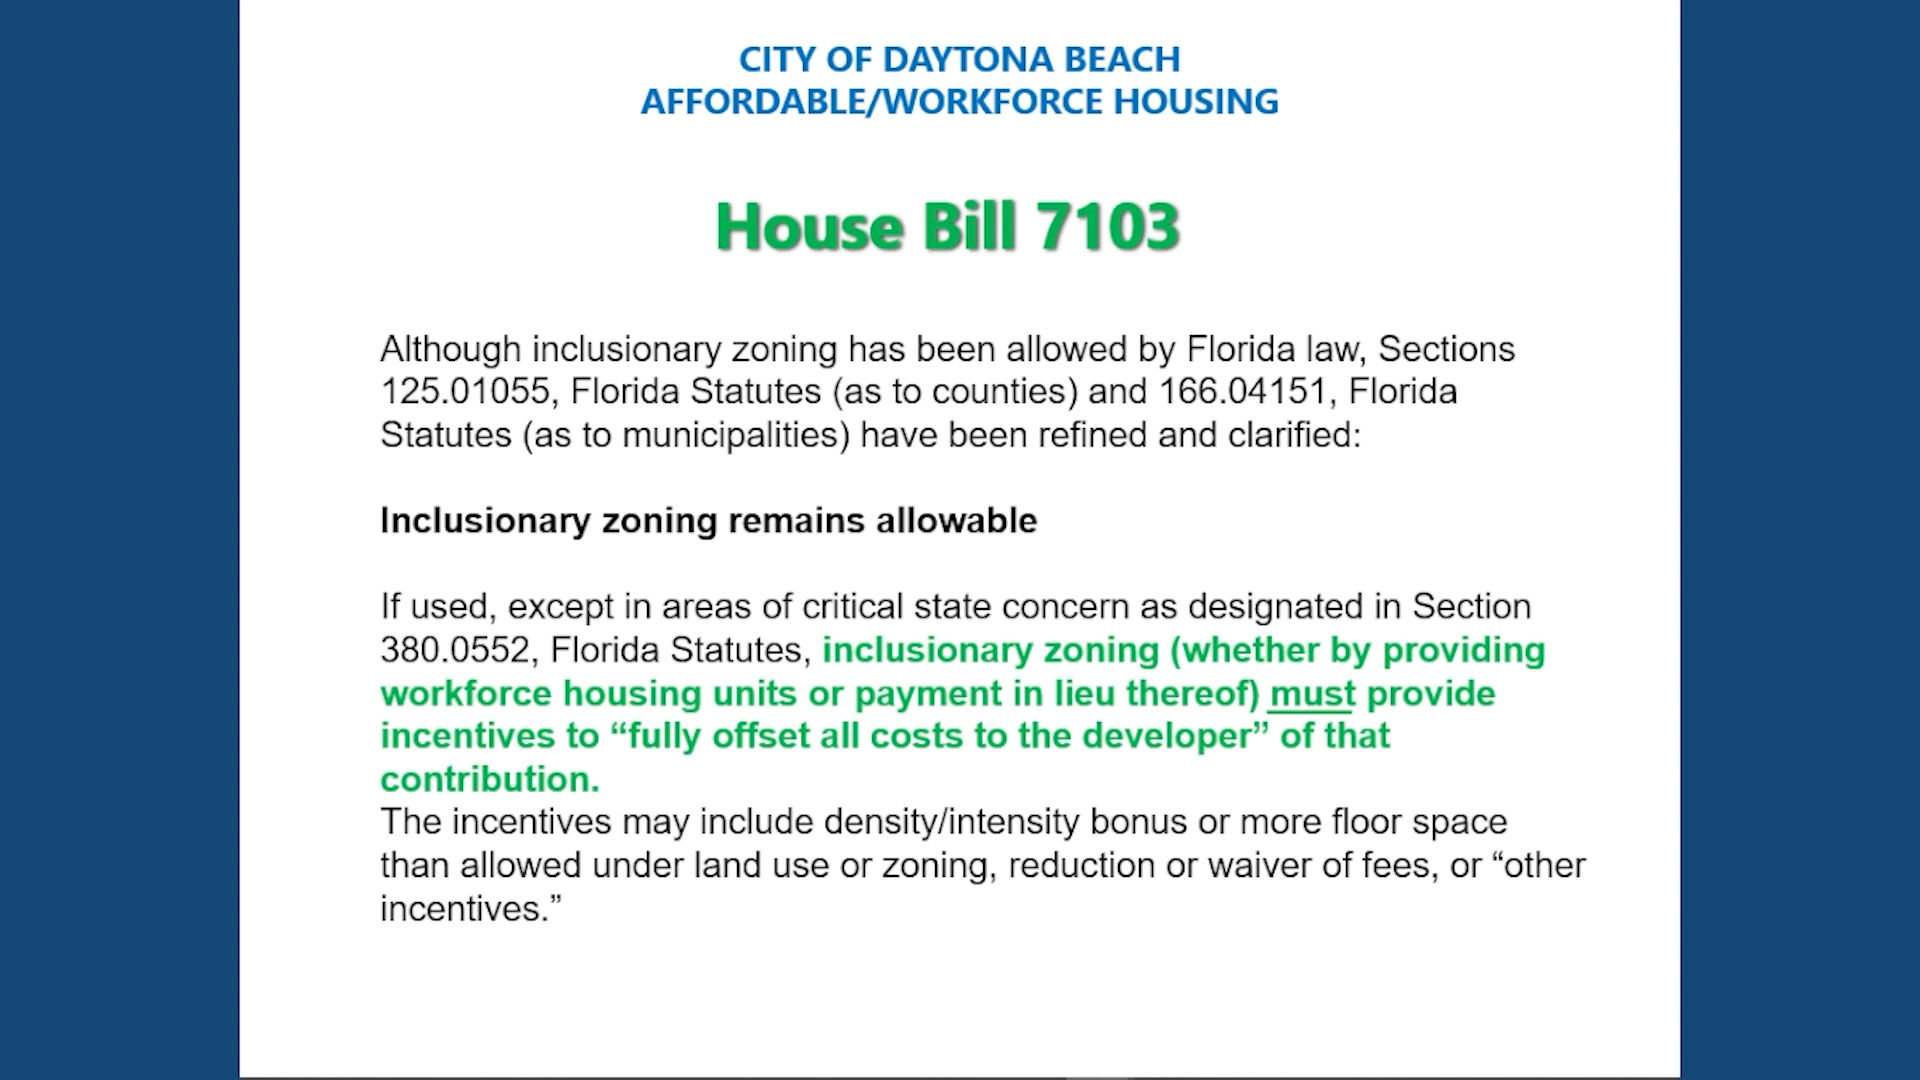 CITY OF DAYTONA BEACH
AFFORDABLE/WORKFORCE HOUSING
House Bill 7103
Although inclusionary zoning has been allowed by Florida law, Sections
125.01055, Florida Statutes (as to counties) and 166.04151, Florida
Statutes (as to municipalities) have been refined and clarified:
Inclusionary zoning remains allowable
If used, except in areas of critical state concern as designated in Section
380.0552, Florida Statutes, inclusionary zoning (whether by providing
workforce housing units or payment in lieu thereof) must provide
incentives to “fully offset all costs to the developer” of that
contribution.
The incentives may include density/intensity bonus or more floor space
than allowed under land use or zoning, reduction or waiver of fees, or “other
incentives.”